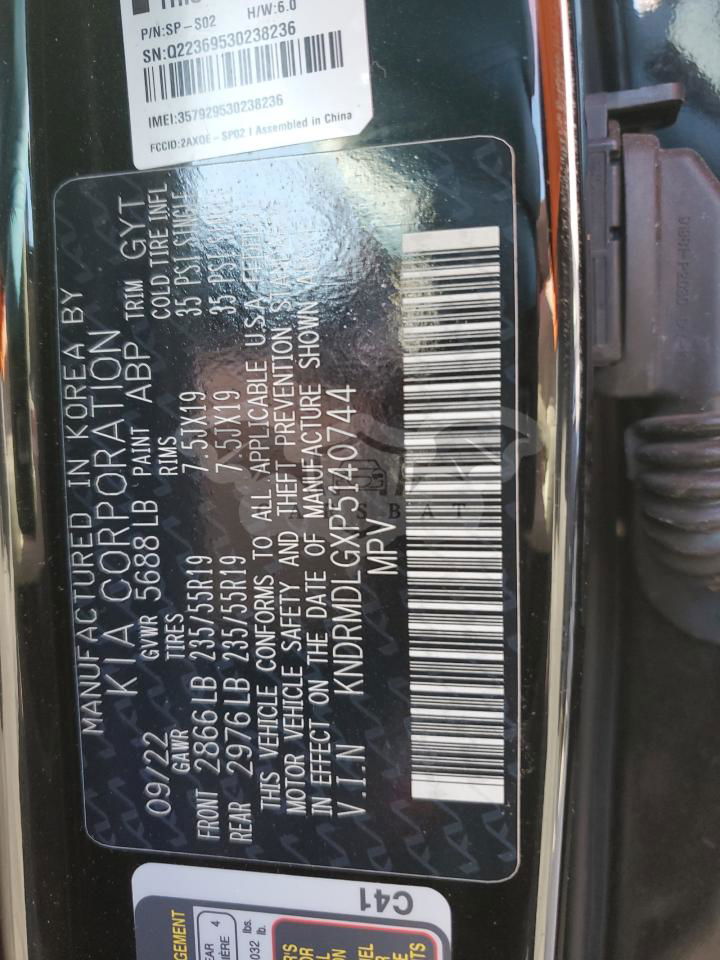 P/N:SP-S02 H/W:6.0
SN:Q22369530238236
IMEI:357929530238236
FCCID:2AXOE-SP02 | Assembled in China
MANUFACTURED IN KOREA BY
KIA CORPORATION
09/22 GVWR 5688 LB PAINT ABP TRIM GYT
GAWR TIRES RIMS COLD TIRE INFL
FRONT 2866 LB 235/55R19 7.5JX19 35 PSI SINGLE
REAR 2976 LB 235/55R19 7.5JX19 35 PSI SINGLE
THIS VEHICLE CONFORMS TO ALL APPLICABLE U.S.A FEDERAL
MOTOR VEHICLE SAFETY AND THEFT PREVENTION STANDARDS
IN EFFECT ON THE DATE OF MANUFACTURE SHOWN ABOVE
V.I.N KNDRMDLGXP5140744
MPV
C41